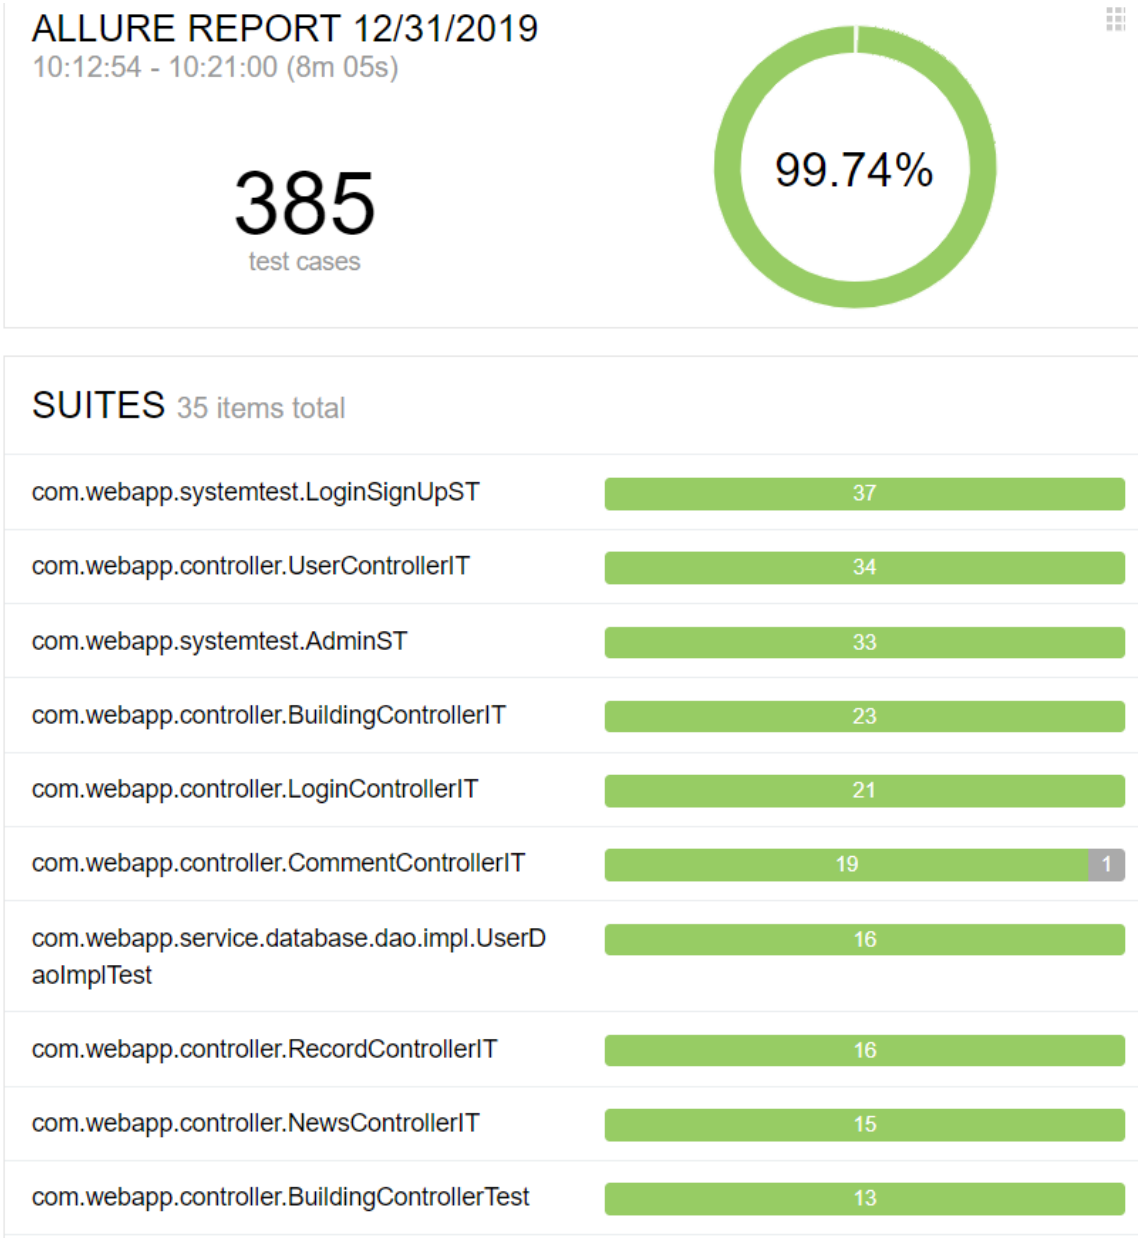 ALLURE REPORT 12/31/2019
10:12:54 - 10:21:00 (8m 05s)
385
test cases
99.74%
SUITES 35 items total
com.webapp.systemtest.LoginSignUpST 37
com.webapp.controller.UserControllerIT 34
com.webapp.systemtest.AdminST 33
com.webapp.controller.BuildingControllerIT 23
com.webapp.controller.LoginControllerIT 21
com.webapp.controller.CommentControllerIT 19 1
com.webapp.service.database.dao.impl.UserD 16
aoImplTest
com.webapp.controller.RecordControllerIT 16
com.webapp.controller.NewsControllerIT 15
com.webapp.controller.BuildingControllerTest 13